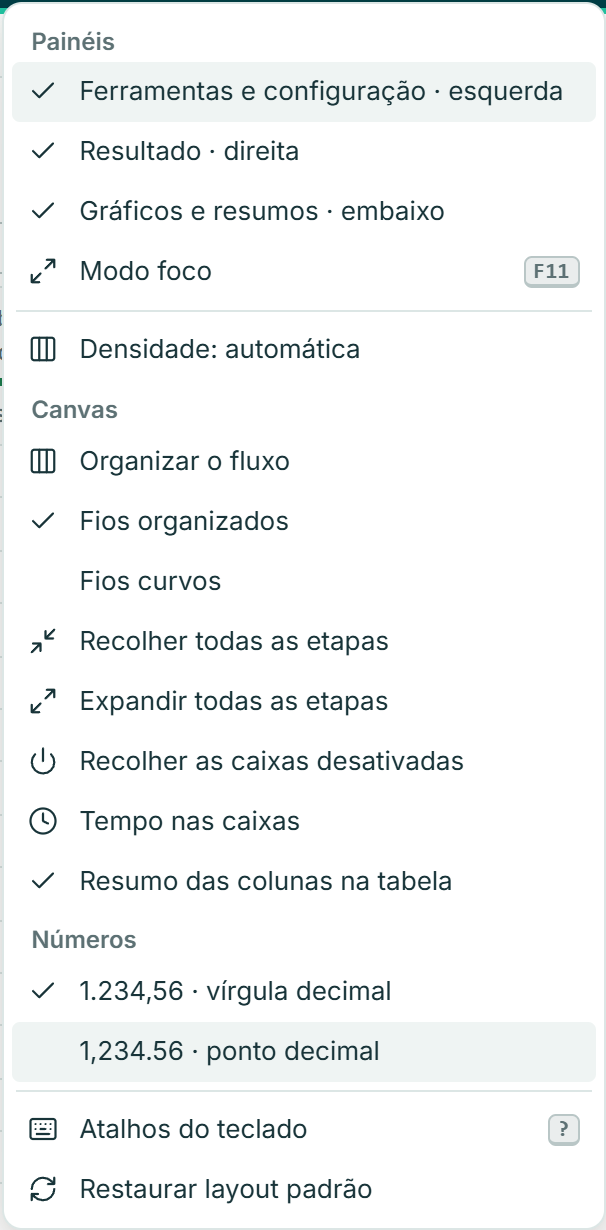 Painéis
Ferramentas e configuração · esquerda
Resultado · direita
Gráficos e resumos · embaixo
Modo foco F11
Densidade: automática
Canvas
Organizar o fluxo
Fios organizados
Fios curvos
Recolher todas as etapas
Expandir todas as etapas
Recolher as caixas desativadas
Tempo nas caixas
Resumo das colunas na tabela
Números
1.234,56 · vírgula decimal
1,234.56 · ponto decimal
Atalhos do teclado ?
Restaurar layout padrão